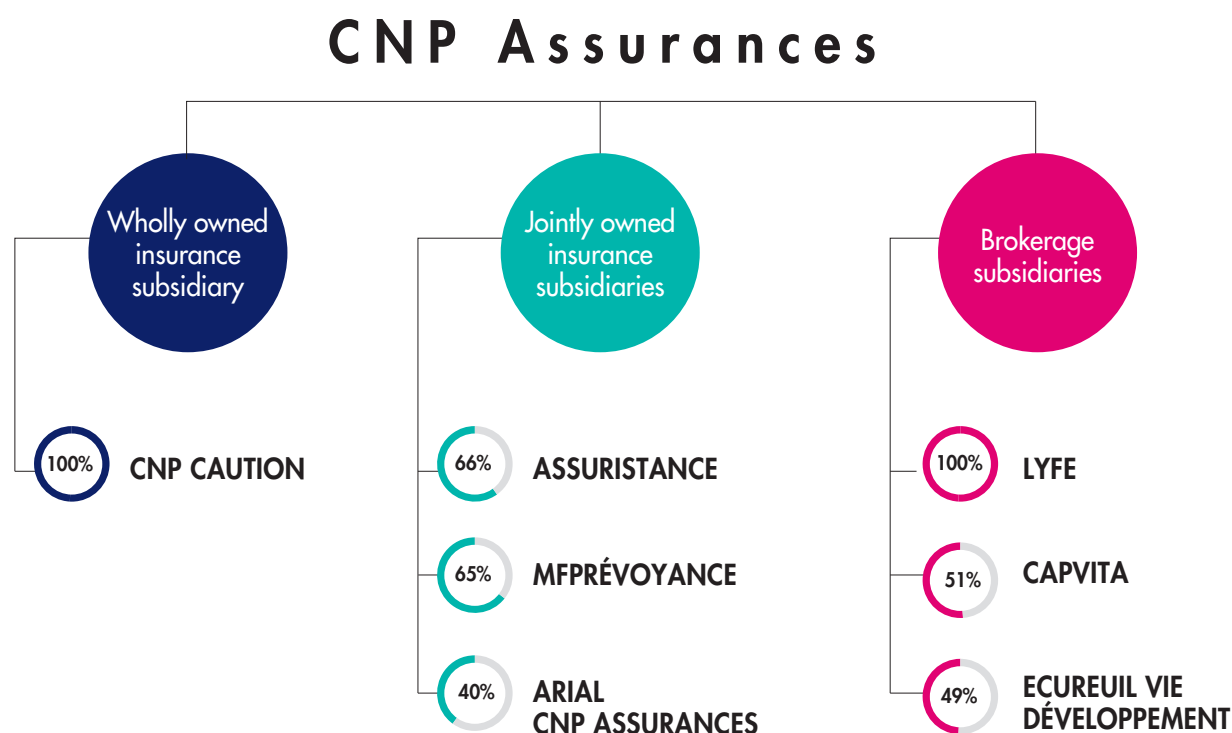 CNP Assurances
Wholly owned
insurance
subsidiary
100%
CNP CAUTION
Jointly owned
insurance
subsidiaries
66%
ASSURISTANCE
65%
MFPRÉVOYANCE
40%
ARIAL
CNP ASSURANCES
Brokerage
subsidiaries
100%
LYFE
51%
CAPVITA
49%
ECUREUIL VIE
DÉVELOPPEMENT